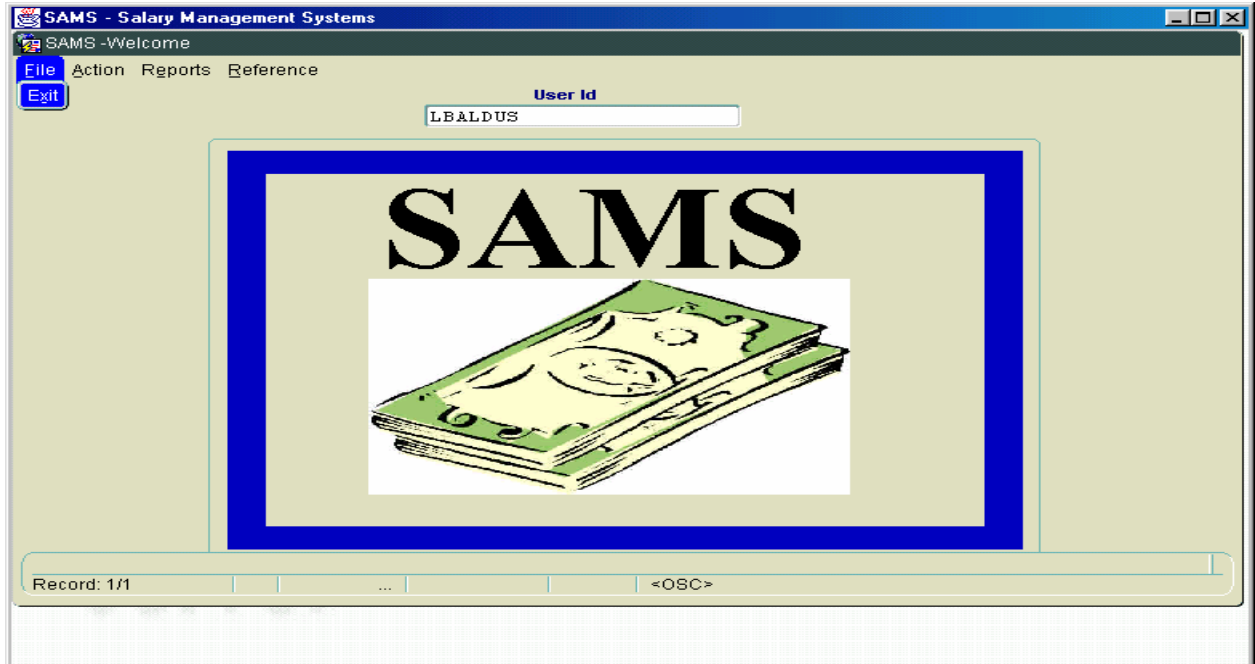 SAMS - Salary Management Systems
SAMS -Welcome
File Action Reports Reference
Exit
User Id
LBALDUS
SAMS
Record: 1/1 ... <OSC>